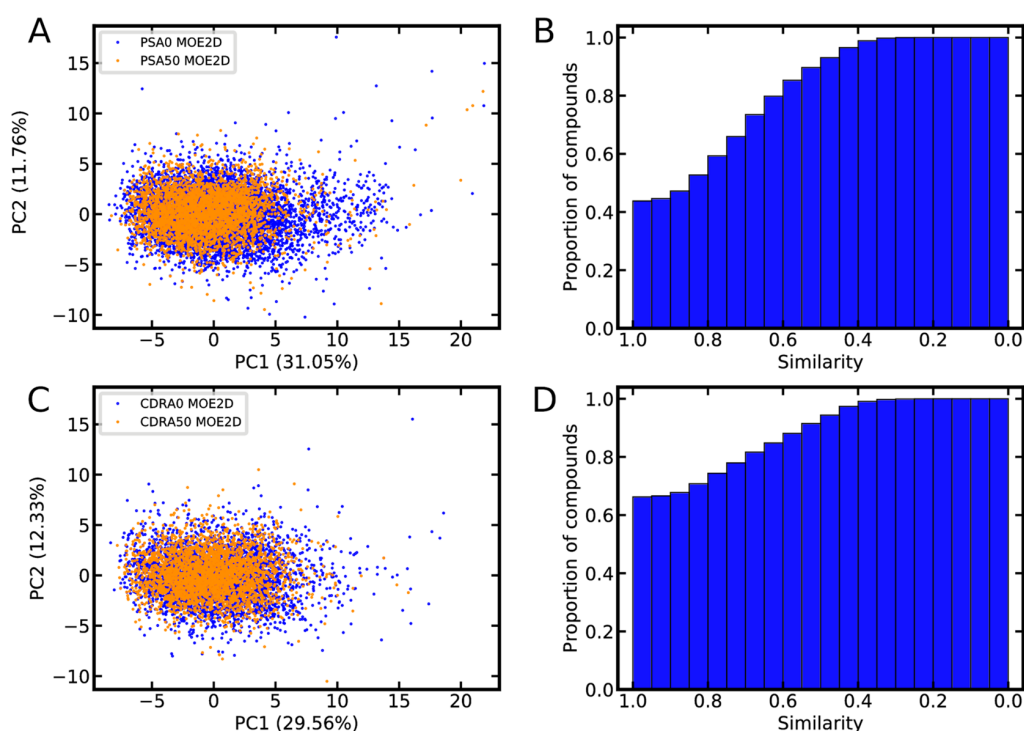 A
PSA0 MOE2D
PSA50 MOE2D
15
10
5
0
−5
−10
PC2 (11.76%)
−5 0 5 10 15 20
PC1 (31.05%)
B
1.0
0.8
0.6
0.4
0.2
0.0
Proportion of compounds
1.0 0.8 0.6 0.4 0.2 0.0
Similarity
C
CDRA0 MOE2D
CDRA50 MOE2D
15
10
5
0
−5
−10
PC2 (12.33%)
−5 0 5 10 15 20
PC1 (29.56%)
D
1.0
0.8
0.6
0.4
0.2
0.0
Proportion of compounds
1.0 0.8 0.6 0.4 0.2 0.0
Similarity